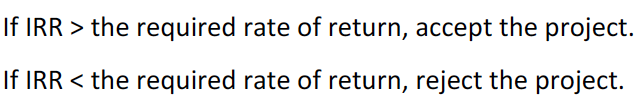 If IRR > the required rate of return, accept the project.
If IRR < the required rate of return, reject the project.